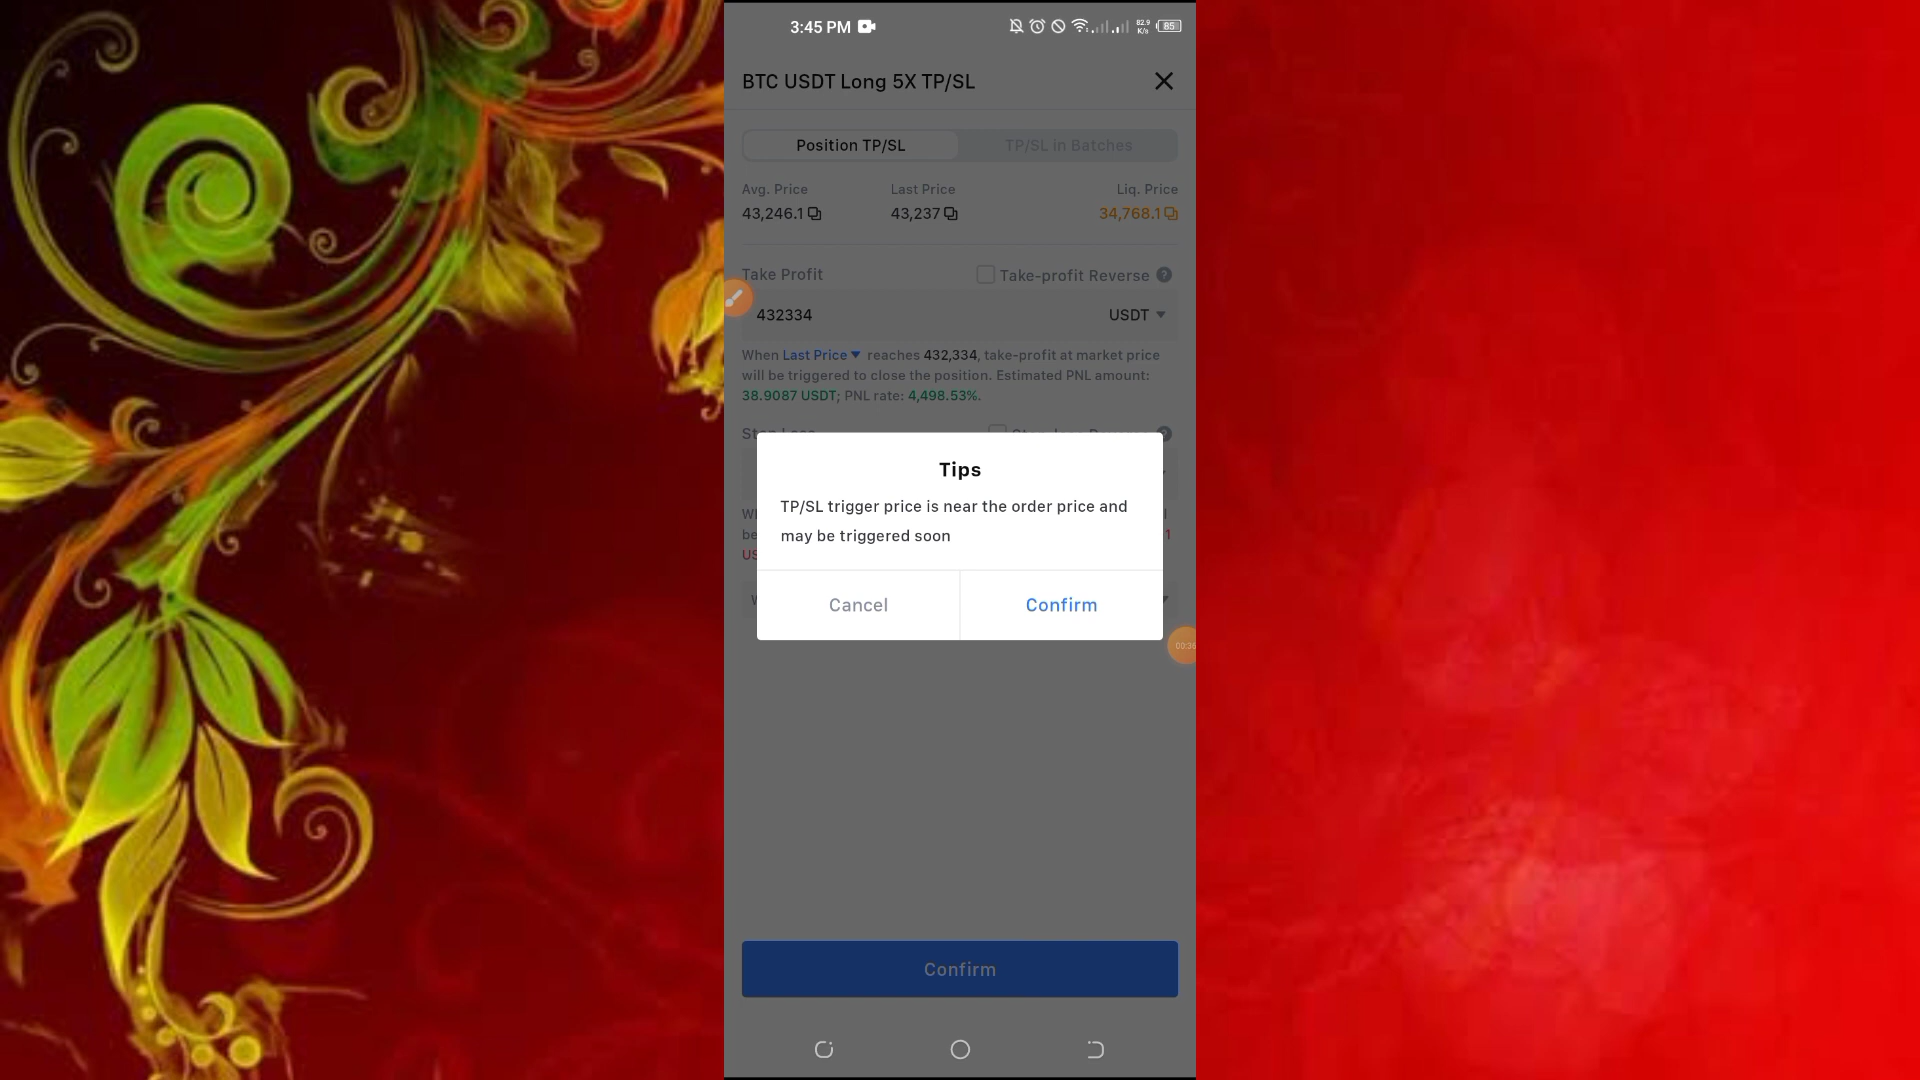 3:45 PM
82.9
K/s
85
BTC USDT Long 5X TP/SL
Position TP/SL
TP/SL in Batches
Avg. Price
Last Price
Liq. Price
43,246.1
43,237
34,768.1
Take Profit
Take-profit Reverse ?
432334
USDT
When Last Price ▼ reaches 432,334, take-profit at market price
will be triggered to close the position. Estimated PNL amount:
38.9087 USDT; PNL rate: 4,498.53%.
Tips
TP/SL trigger price is near the order price and
may be triggered soon
Cancel
Confirm
Confirm